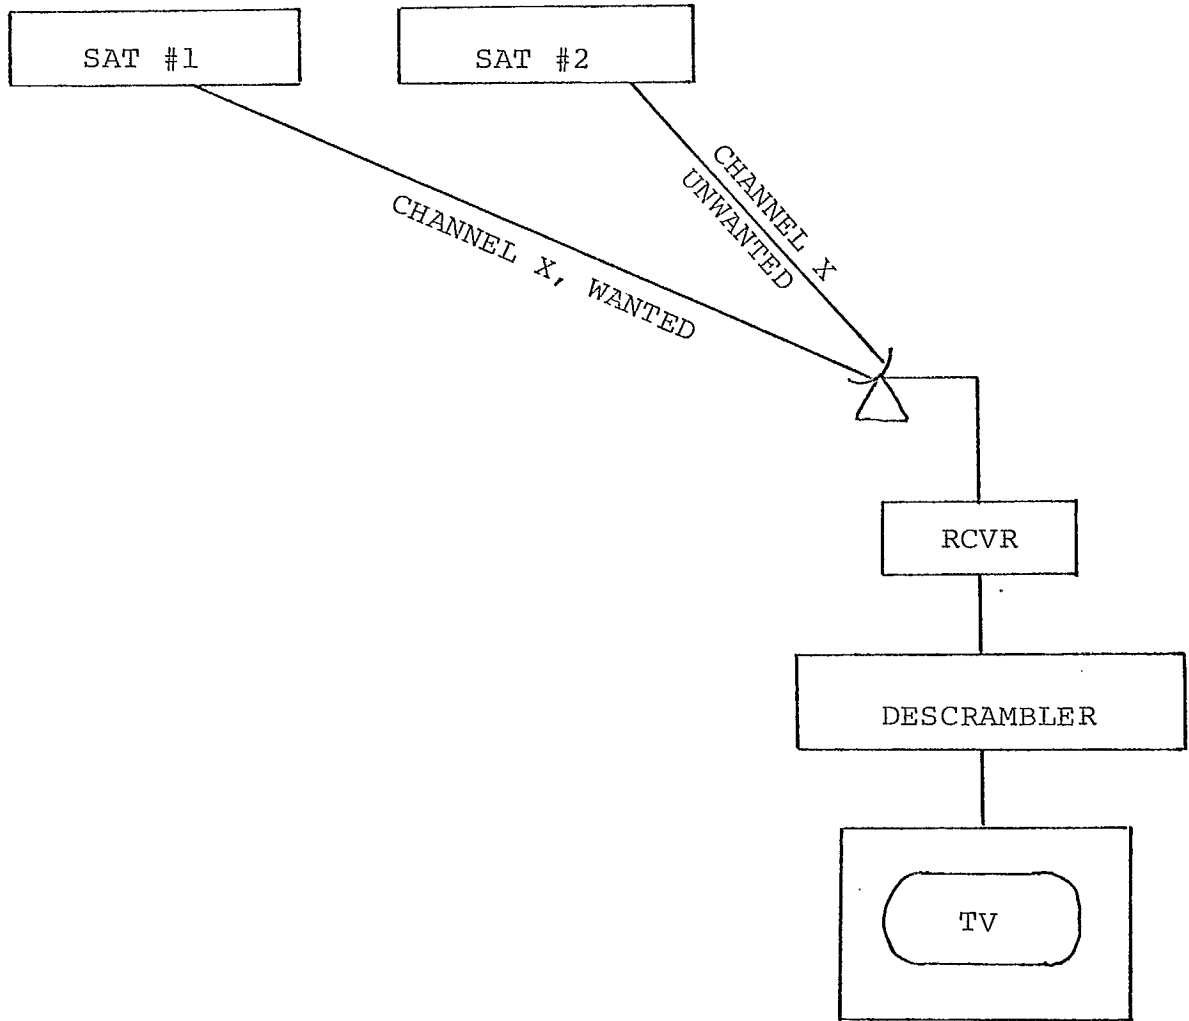 SAT #1
SAT #2
CHANNEL X
UNWANTED
CHANNEL X, WANTED
RCVR
DESCRAMBLER
TV